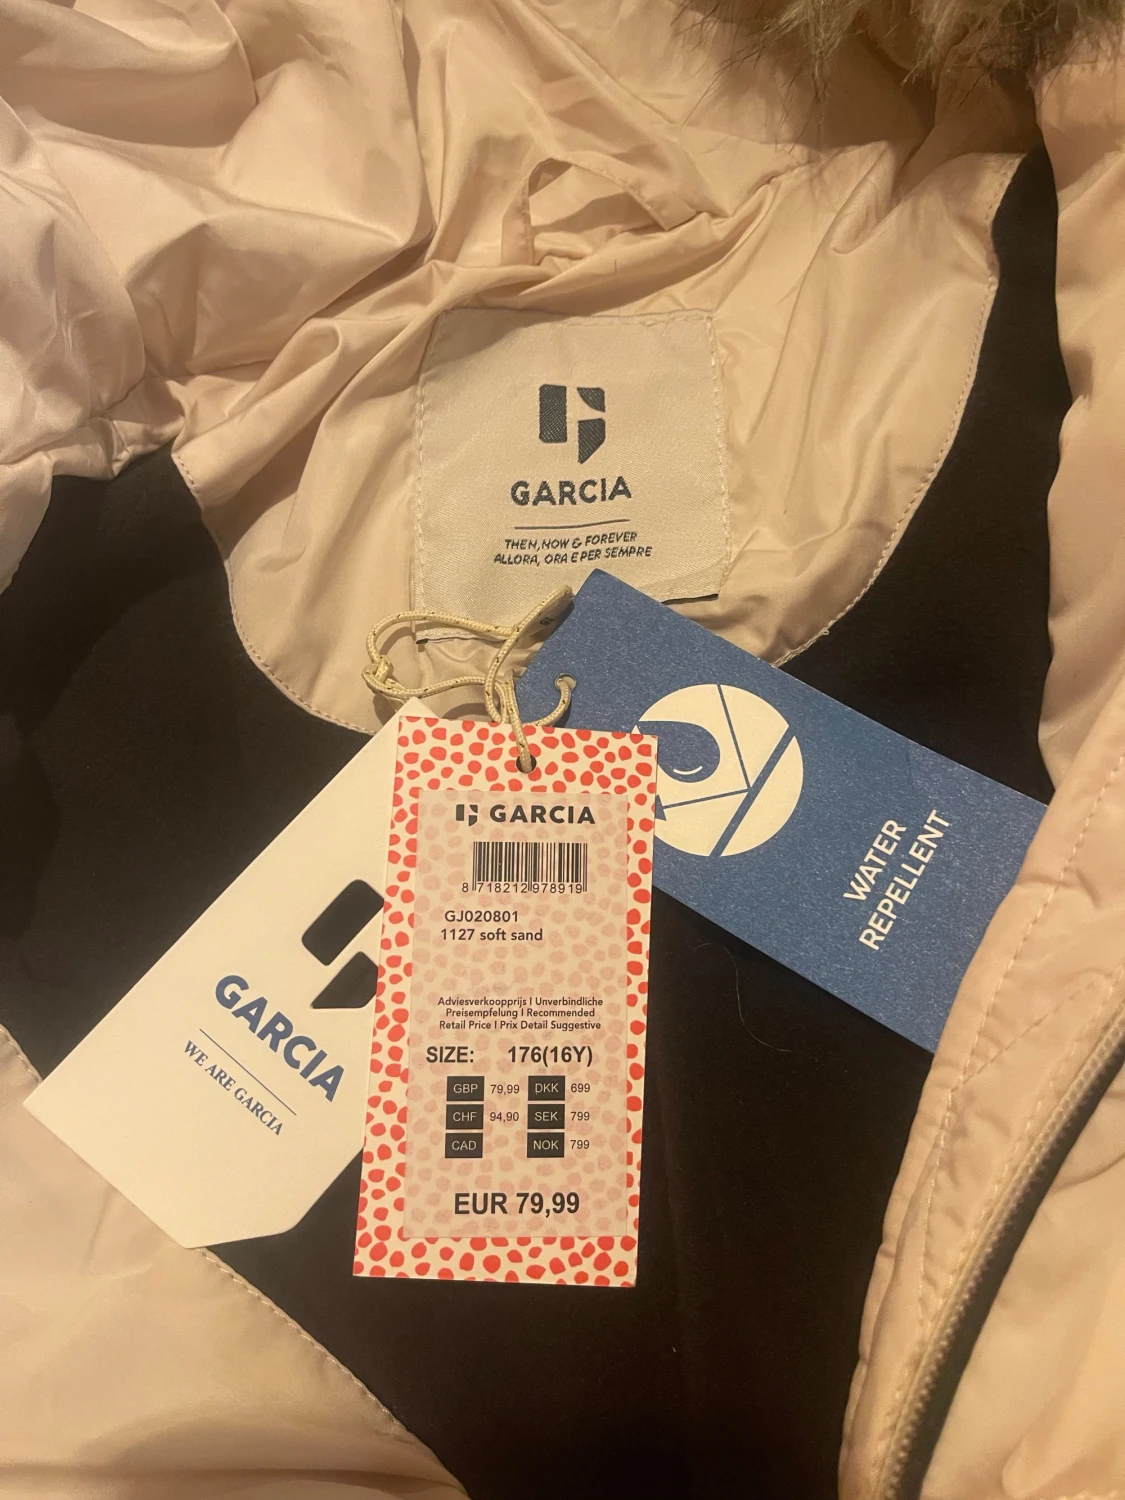 GARCIA
THEN, NOW & FOREVER
ALLORA, ORA E PER SEMPRE
WATER
REPELLENT
GARCIA
WE ARE GARCIA
GARCIA
8 718212 978919
GJ020801
1127 soft sand
Adviesverkoopprijs I Unverbindliche
Preisempfelung I Recommended
Retail Price I Prix Detail Suggestive
SIZE: 176(16Y)
GBP 79,99 DKK 699
CHF 94,90 SEK 799
CAD NOK 799
EUR 79,99